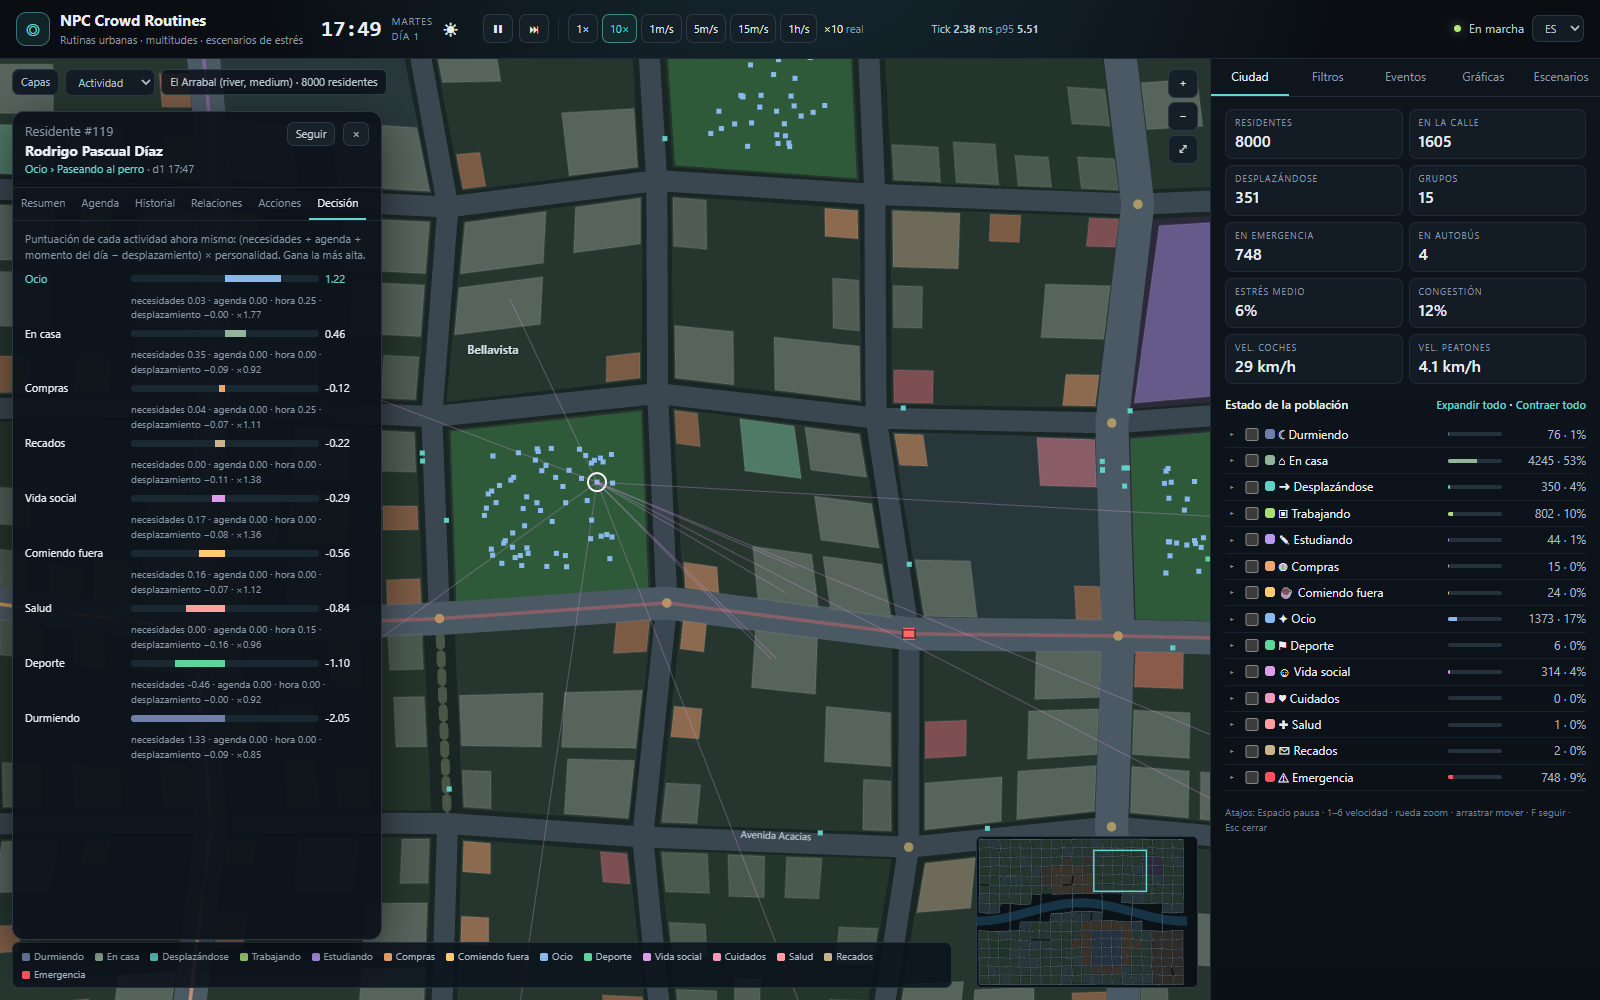 NPC Crowd Routines
Rutinas urbanas · multitudes · escenarios de estrés
17:49
MARTES
DÍA 1
1×
10×
1m/s
5m/s
15m/s
1h/s
×10 real
Tick 2.38 ms p95 5.51
En marcha
ES
Capas
Actividad
El Arrabal (river, medium) · 8000 residentes
Residente #119
Rodrigo Pascual Díaz
Ocio › Paseando al perro · d1 17:47
Seguir
×
Resumen
Agenda
Historial
Relaciones
Acciones
Decisión
Puntuación de cada actividad ahora mismo: (necesidades + agenda +
momento del día − desplazamiento) × personalidad. Gana la más alta.
Ocio 1.22
necesidades 0.03 · agenda 0.00 · hora 0.25 ·
desplazamiento −0.00 · ×1.77
En casa 0.46
necesidades 0.35 · agenda 0.00 · hora 0.00 ·
desplazamiento −0.09 · ×0.92
Compras -0.12
necesidades 0.04 · agenda 0.00 · hora 0.25 ·
desplazamiento −0.07 · ×1.11
Recados -0.22
necesidades 0.00 · agenda 0.00 · hora 0.00 ·
desplazamiento −0.11 · ×1.38
Vida social -0.29
necesidades 0.17 · agenda 0.00 · hora 0.00 ·
desplazamiento −0.08 · ×1.36
Comiendo fuera -0.56
necesidades 0.16 · agenda 0.00 · hora 0.00 ·
desplazamiento −0.07 · ×1.12
Salud -0.84
necesidades 0.00 · agenda 0.00 · hora 0.15 ·
desplazamiento −0.16 · ×0.96
Deporte -1.10
necesidades -0.46 · agenda 0.00 · hora 0.00 ·
desplazamiento −0.00 · ×0.92
Durmiendo -2.05
necesidades 1.33 · agenda 0.00 · hora 0.00 ·
desplazamiento −0.09 · ×0.85
Bellavista
Avenida Acacias
+
−
Durmiendo
En casa
Desplazándose
Trabajando
Estudiando
Compras
Comiendo fuera
Ocio
Deporte
Vida social
Cuidados
Salud
Recados
Emergencia
Ciudad
Filtros
Eventos
Gráficas
Escenarios
RESIDENTES
8000
EN LA CALLE
1605
DESPLAZÁNDOSE
351
GRUPOS
15
EN EMERGENCIA
748
EN AUTOBÚS
4
ESTRÉS MEDIO
6%
CONGESTIÓN
12%
VEL. COCHES
29 km/h
VEL. PEATONES
4.1 km/h
Estado de la población
Expandir todo · Contraer todo
Durmiendo 76 · 1%
En casa 4245 · 53%
Desplazándose 350 · 4%
Trabajando 802 · 10%
Estudiando 44 · 1%
Compras 15 · 0%
Comiendo fuera 24 · 0%
Ocio 1373 · 17%
Deporte 6 · 0%
Vida social 314 · 4%
Cuidados 0 · 0%
Salud 1 · 0%
Recados 2 · 0%
Emergencia 748 · 9%
Atajos: Espacio pausa · 1–6 velocidad · rueda zoom · arrastrar mover · F seguir ·
Esc cerrar